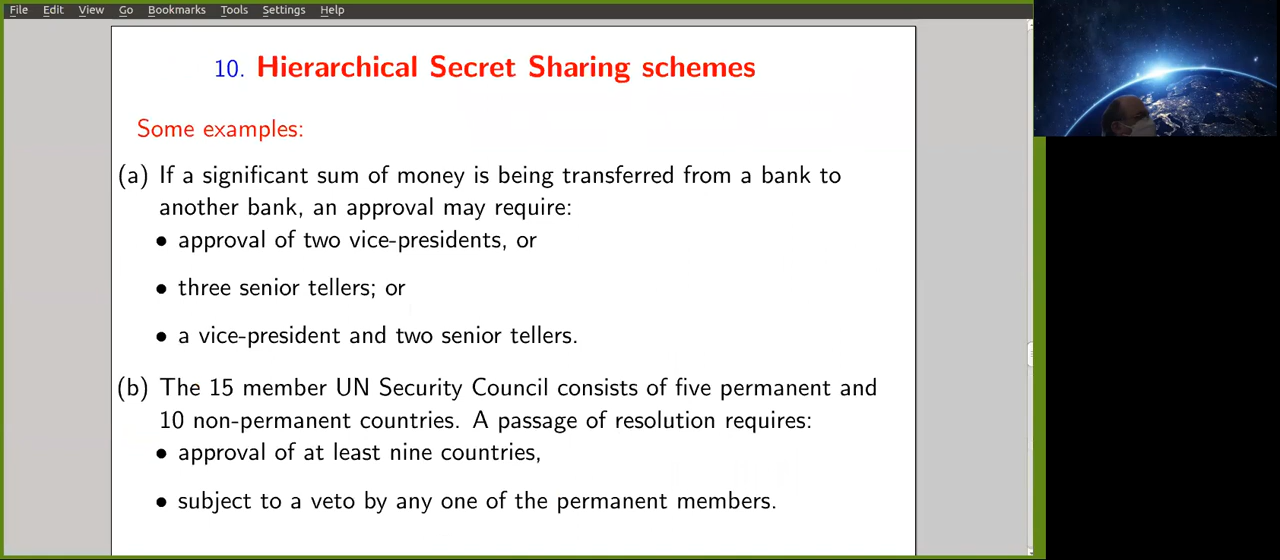 File Edit View Go Bookmarks Tools Settings Help
10. Hierarchical Secret Sharing schemes
Some examples:
(a) If a significant sum of money is being transferred from a bank to
another bank, an approval may require:
• approval of two vice-presidents, or
• three senior tellers; or
• a vice-president and two senior tellers.
(b) The 15 member UN Security Council consists of five permanent and
10 non-permanent countries. A passage of resolution requires:
• approval of at least nine countries,
• subject to a veto by any one of the permanent members.